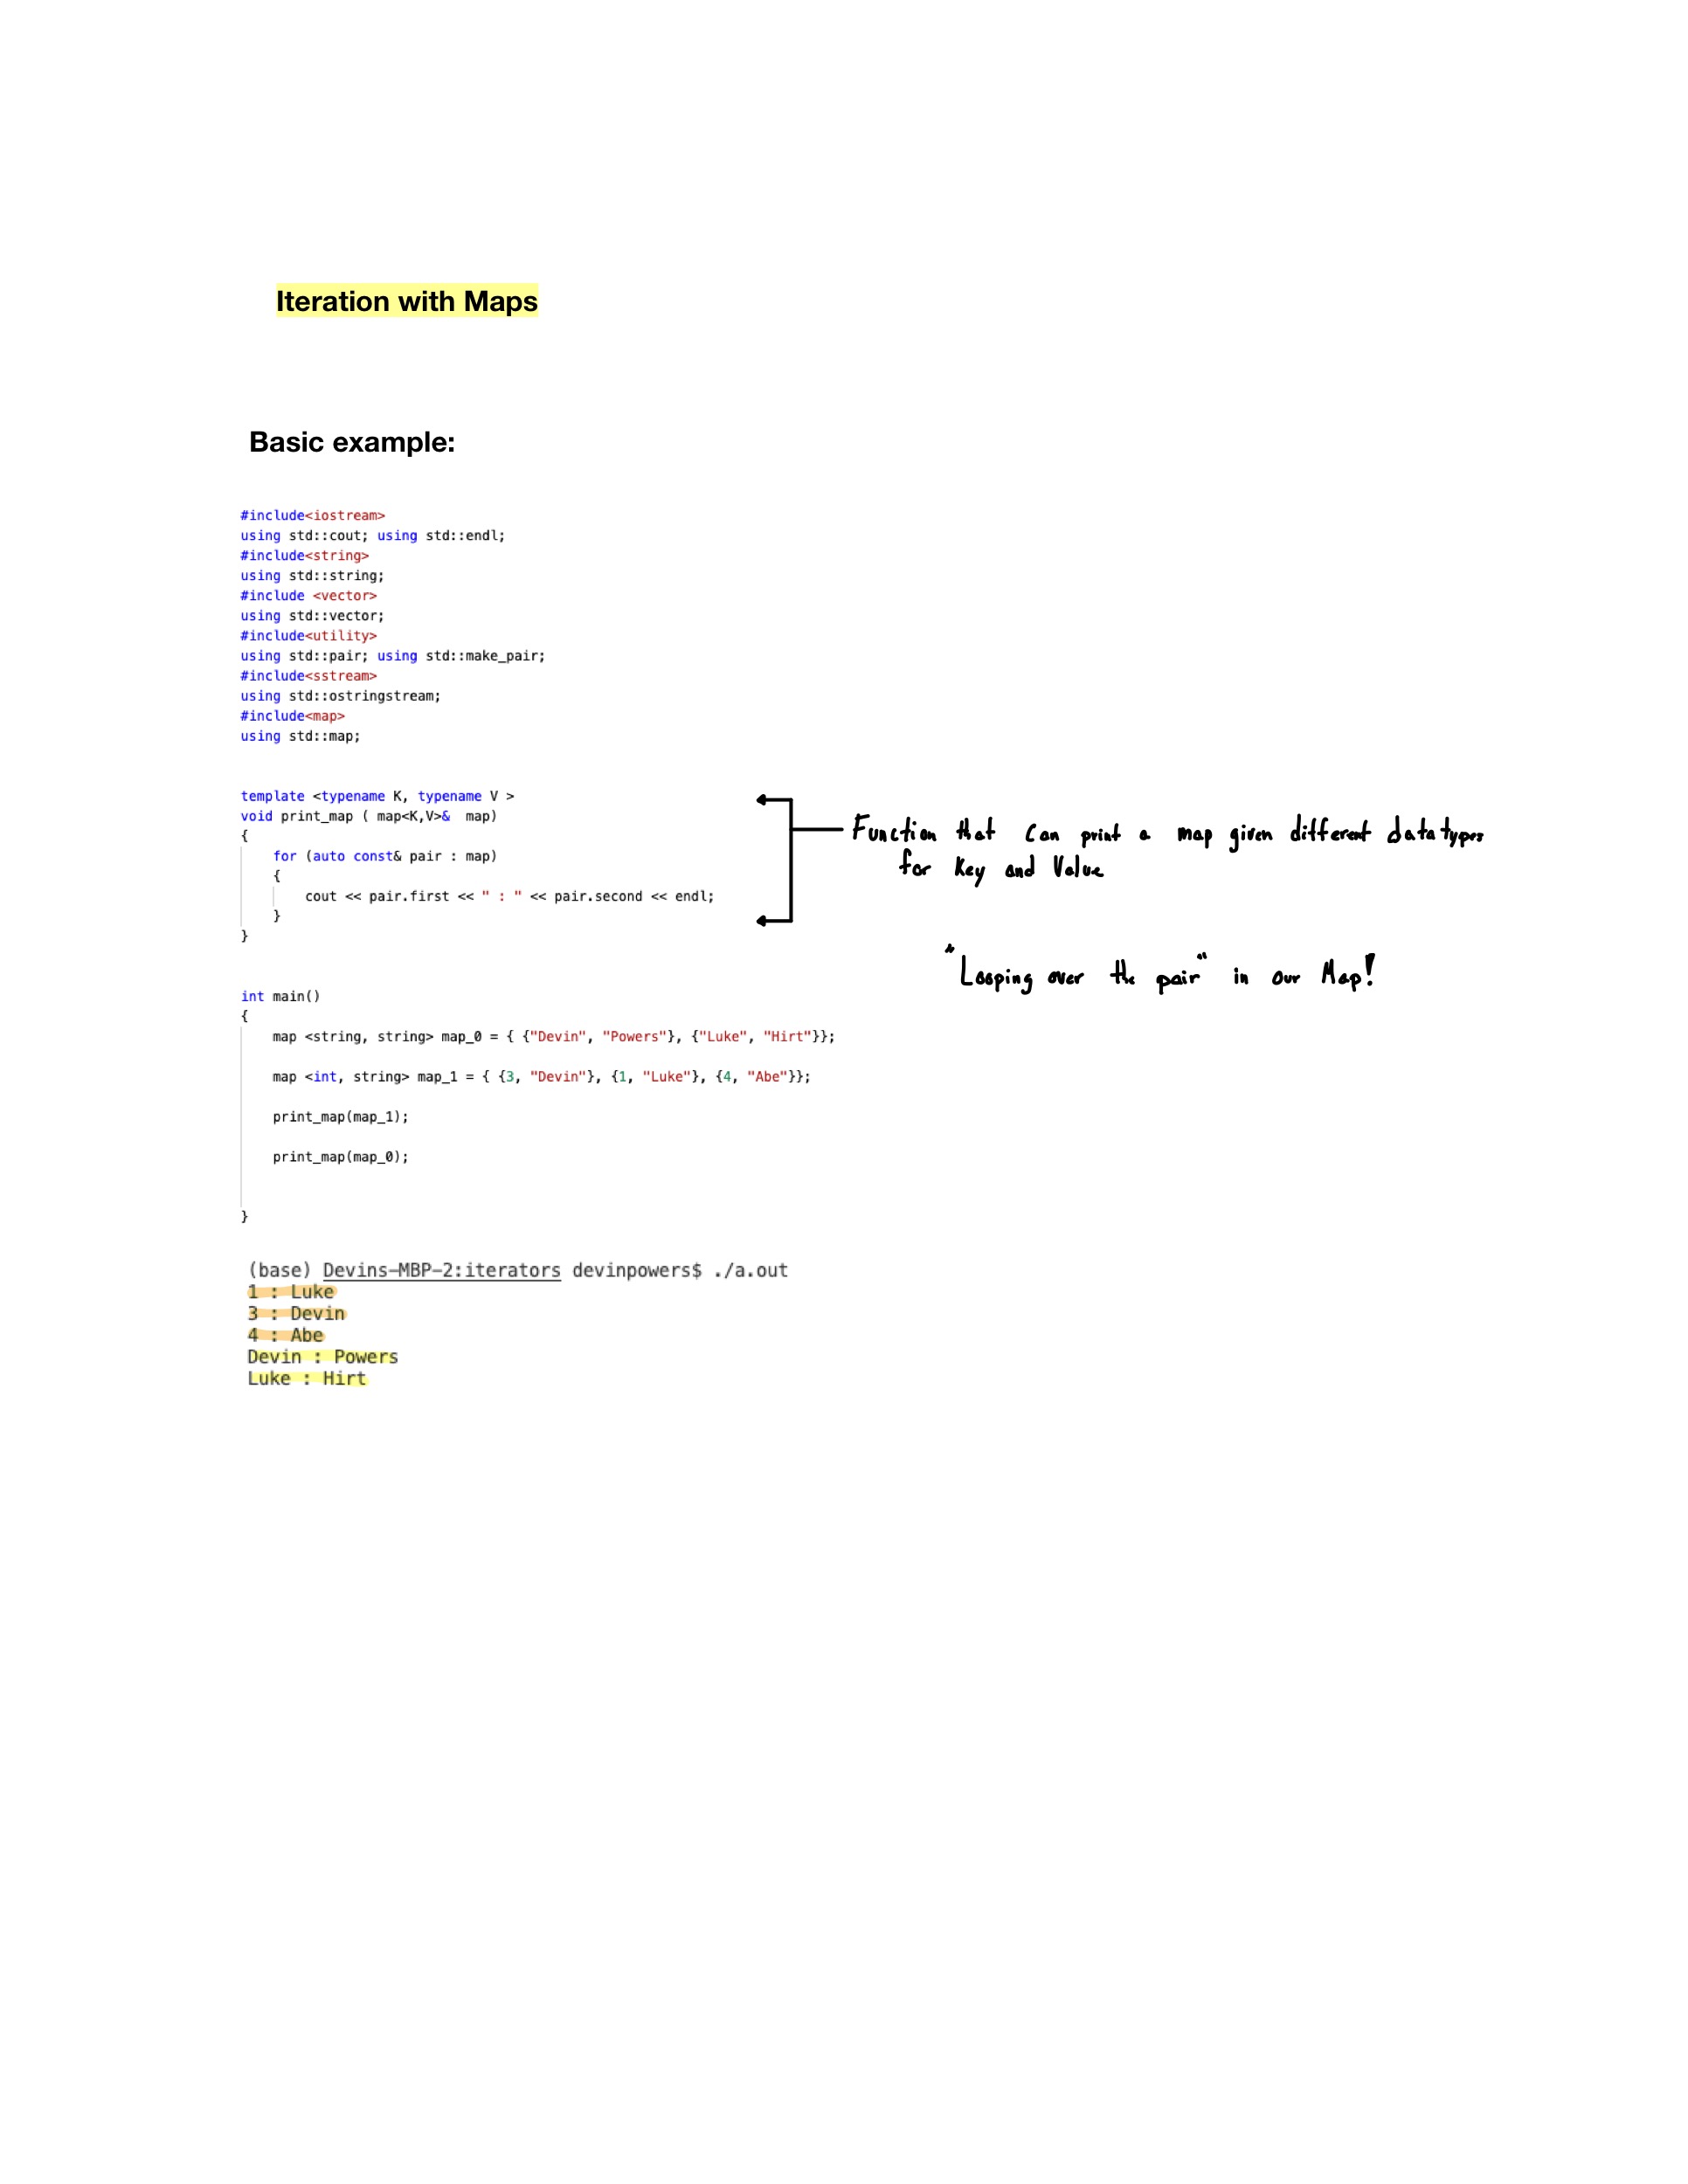 Iteration with Maps
Basic example:
#include<iostream>
using std::cout; using std::endl;
#include<string>
using std::string;
#include <vector>
using std::vector;
#include<utility>
using std::pair; using std::make_pair;
#include<sstream>
using std::ostringstream;
#include<map>
using std::map;
template <typename K, typename V >
void print_map ( map<K,V>&  map)
{
    for (auto const& pair : map)
    {
        cout << pair.first << " : " << pair.second << endl;
    }
}
Function that can print a map given different data types
for Key and Value
"Looping over the pair" in our Map!
int main()
{
    map <string, string> map_0 = { {"Devin", "Powers"}, {"Luke", "Hirt"}};
    map <int, string> map_1 = { {3, "Devin"}, {1, "Luke"}, {4, "Abe"}};
    print_map(map_1);
    print_map(map_0);
}
(base) Devins-MBP-2:iterators devinpowers$ ./a.out
1 : Luke
3 : Devin
4 : Abe
Devin : Powers
Luke : Hirt